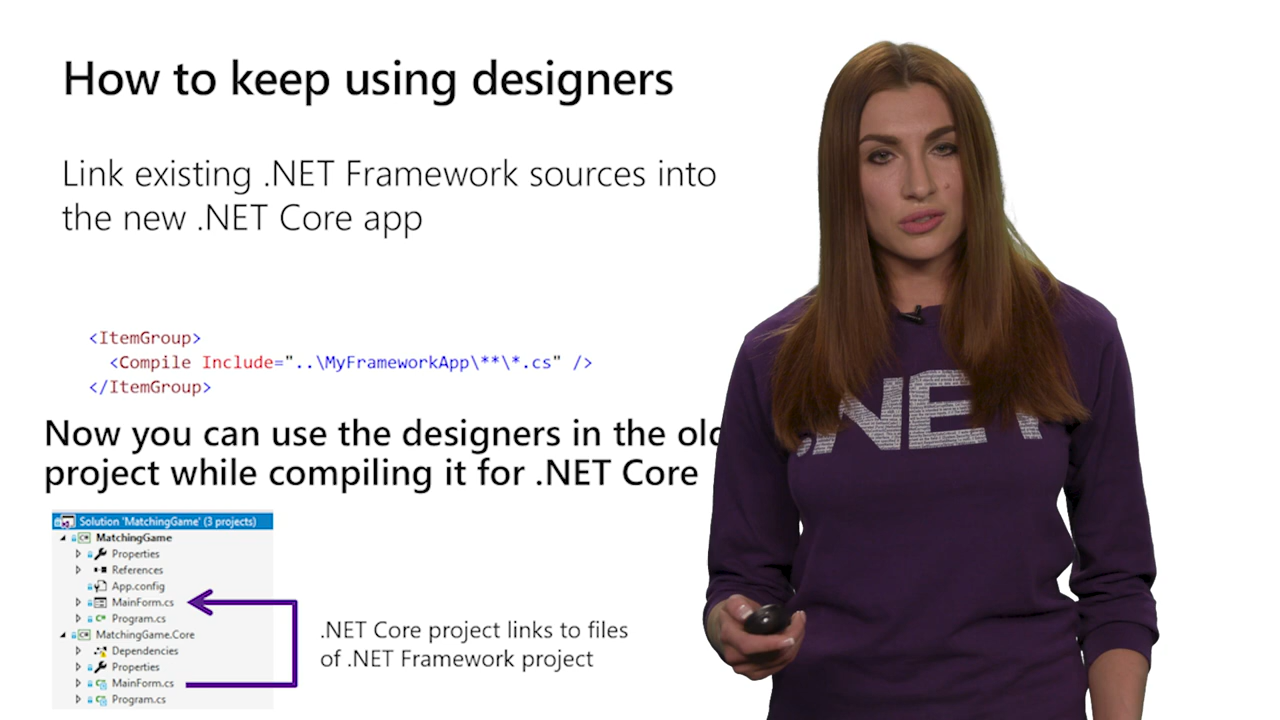 How to keep using designers
Link existing .NET Framework sources into
the new .NET Core app
<ItemGroup>
<Compile Include="..\MyFrameworkApp\**\*.cs" />
</ItemGroup>
Now you can use the designers in the old
project while compiling it for .NET Core
Solution 'MatchingGame' (3 projects)
MatchingGame
Properties
References
App.config
MainForm.cs
Program.cs
MatchingGame.Core
Dependencies
Properties
MainForm.cs
Program.cs
.NET Core project links to files
of .NET Framework project
.NET